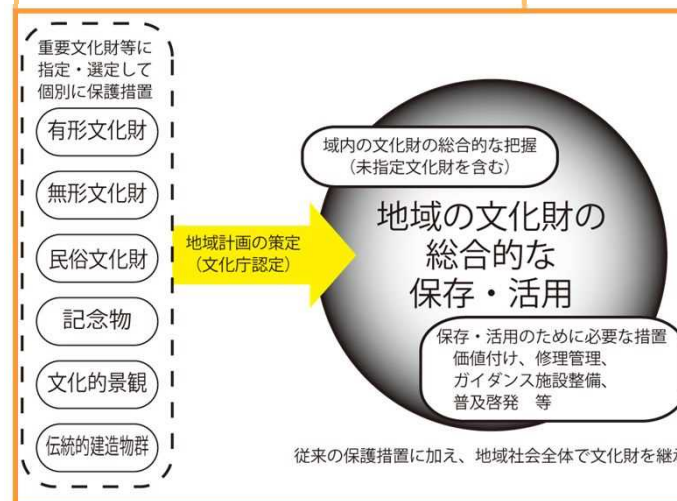 重要文化財等に
指定・選定して
個別に保護措置
有形文化財
無形文化財
民俗文化財
記念物
文化的景観
伝統的建造物群
地域計画の策定
（文化庁認定）
域内の文化財の総合的な把握
（未指定文化財を含む）
地域の文化財の
総合的な
保存・活用
保存・活用のために必要な措置
価値付け、修理管理、
ガイダンス施設整備、
普及啓発　等
従来の保護措置に加え、地域社会全体で文化財を継